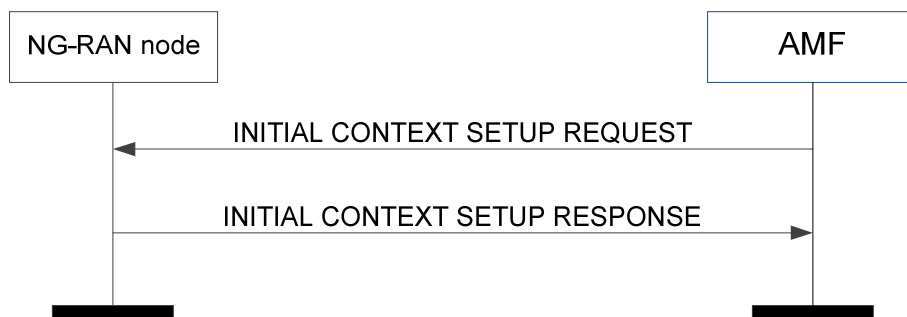 NG-RAN node
AMF
INITIAL CONTEXT SETUP REQUEST
INITIAL CONTEXT SETUP RESPONSE